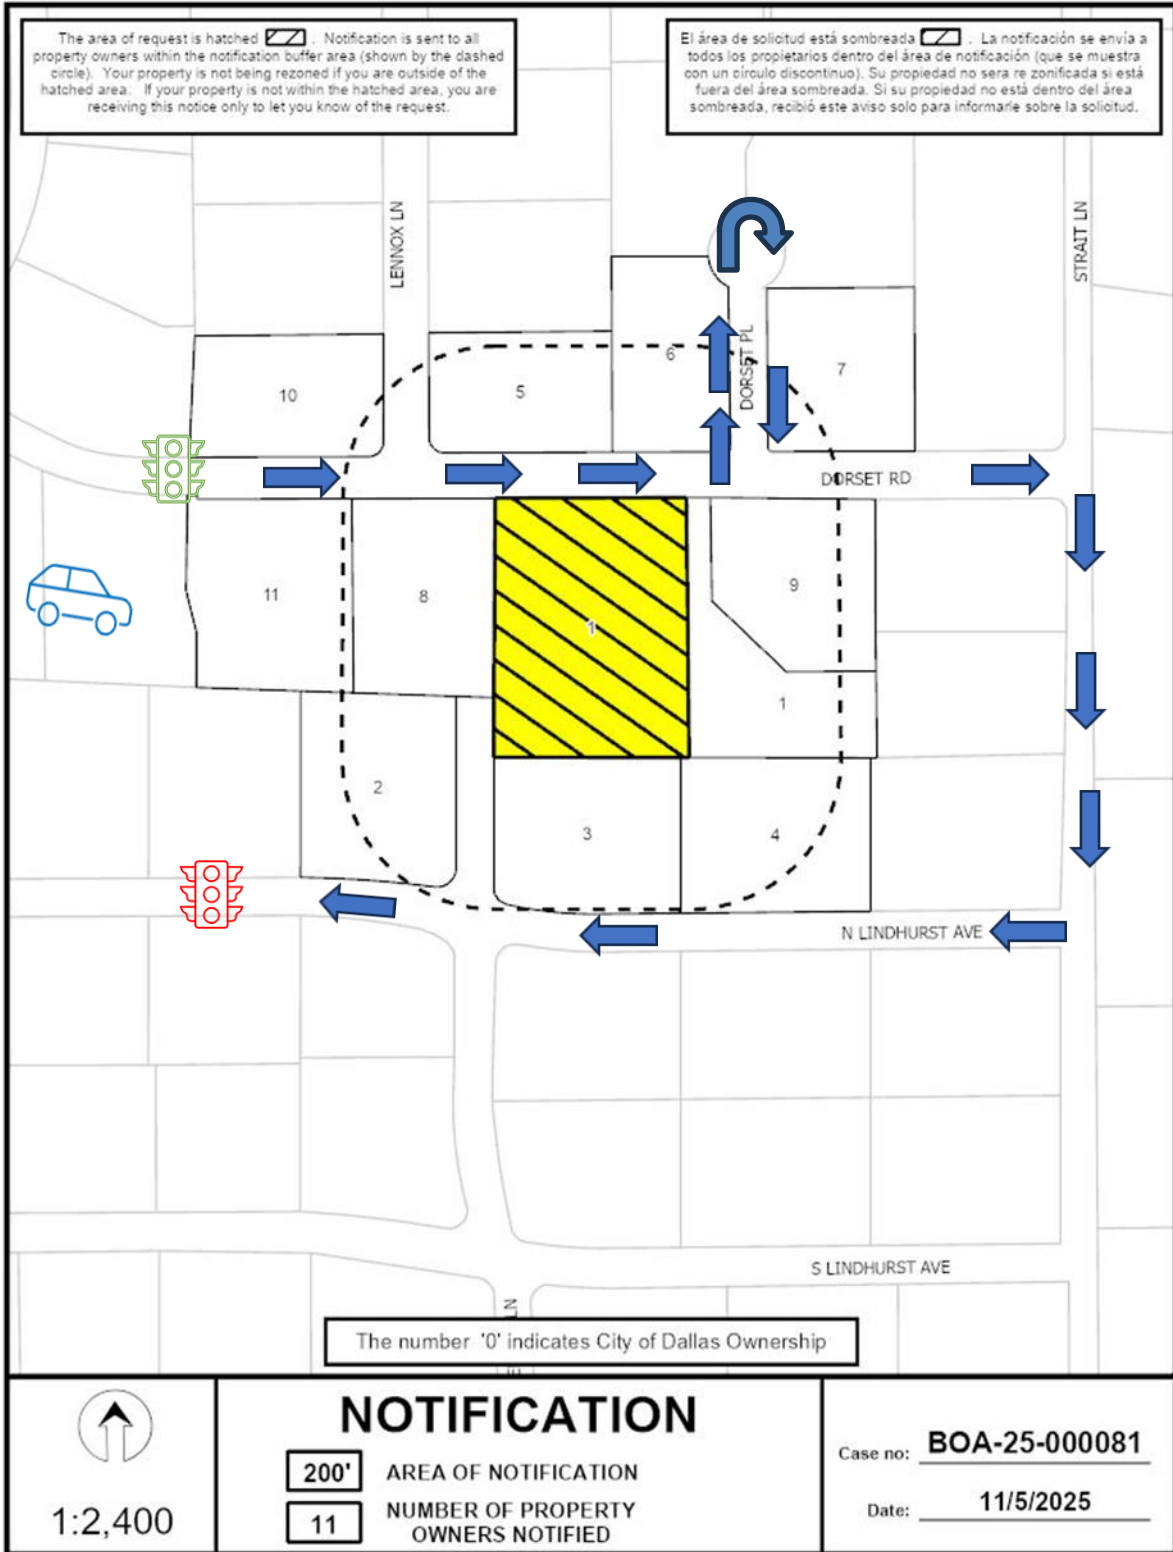 The area of request is hatched . Notification is sent to all
property owners within the notification buffer area (shown by the dashed
circle). Your property is not being rezoned if you are outside of the
hatched area. If your property is not within the hatched area, you are
receiving this notice only to let you know of the request.
El área de solicitud está sombreada . La notificación se envía a
todos los propietarios dentro del área de notificación (que se muestra
con un círculo discontinuo). Su propiedad no sera re zonificada si está
fuera del área sombreada. Si su propiedad no está dentro del área
sombreada, recibió este aviso solo para informarle sobre la solicitud.
LENNOX LN
STRAIT LN
DORSET PL
10
5
6
7
DORSET RD
11
8
1
9
1
2
3
4
N LINDHURST AVE
S LINDHURST AVE
LN
The number '0' indicates City of Dallas Ownership
1:2,400
NOTIFICATION
200' AREA OF NOTIFICATION
11 NUMBER OF PROPERTY
OWNERS NOTIFIED
Case no: BOA-25-000081
Date: 11/5/2025